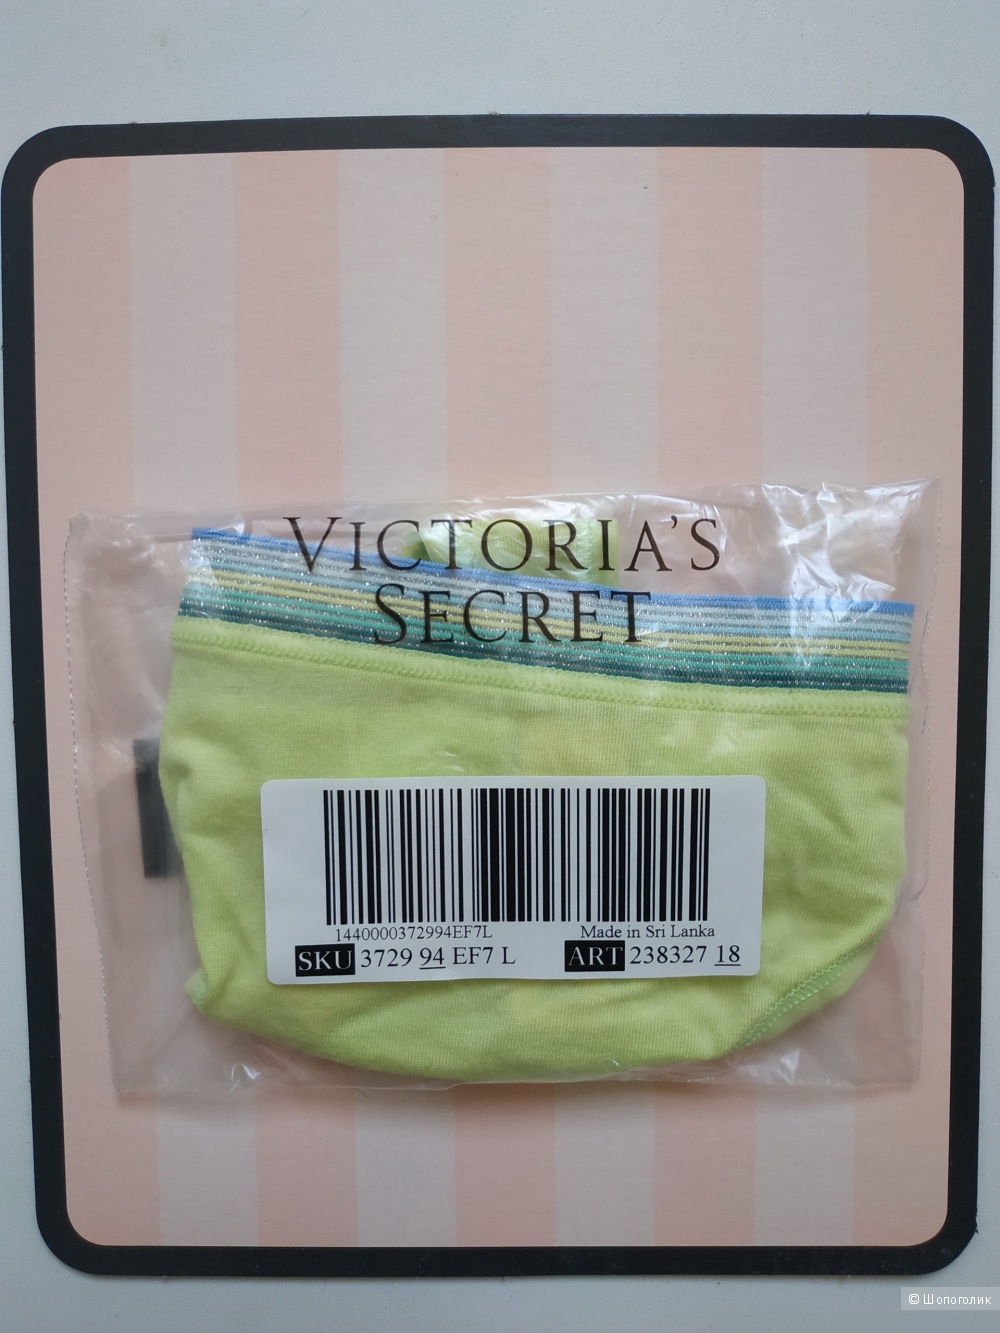 VICTORIA'S
SECRET
1440000372994EF7L Made in Sri Lanka
SKU 3729 94 EF7 L ART 238327 18
© Шопоголик